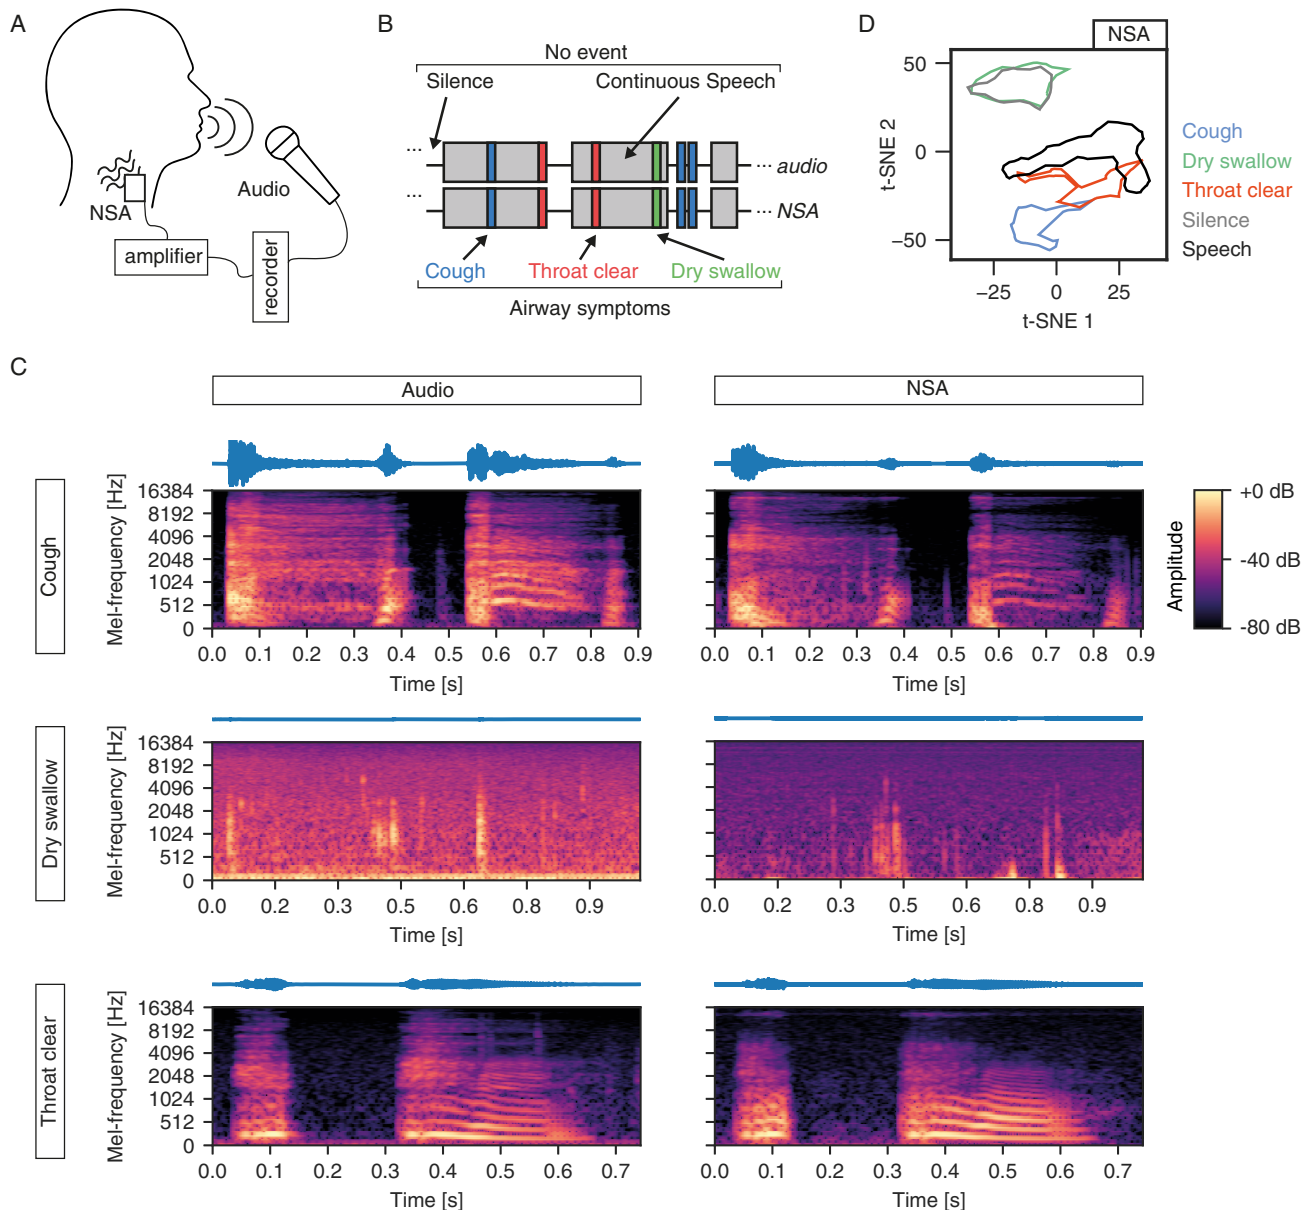 A
NSA
Audio
amplifier
recorder
B
No event
Silence
Continuous Speech
...
... audio
...
... NSA
Cough
Throat clear
Dry swallow
Airway symptoms
D
NSA
50
0
−50
t-SNE 2
−25
0
25
t-SNE 1
Cough
Dry swallow
Throat clear
Silence
Speech
C
Audio
NSA
Cough
Mel-frequency [Hz]
16384
8192
4096
2048
1024
512
0
0.0 0.1 0.2 0.3 0.4 0.5 0.6 0.7 0.8 0.9
Time [s]
0.0 0.1 0.2 0.3 0.4 0.5 0.6 0.7 0.8 0.9
Time [s]
Amplitude
+0 dB
-40 dB
-80 dB
Dry swallow
Mel-frequency [Hz]
16384
8192
4096
2048
1024
512
0
0.0 0.1 0.2 0.3 0.5 0.6 0.7 0.8 0.9
Time [s]
0.0 0.2 0.3 0.5 0.6 0.8 0.9
Time [s]
Throat clear
Mel-frequency [Hz]
16384
8192
4096
2048
1024
512
0
0.0 0.1 0.2 0.3 0.4 0.5 0.6 0.7
Time [s]
0.0 0.1 0.2 0.3 0.4 0.5 0.6 0.7
Time [s]